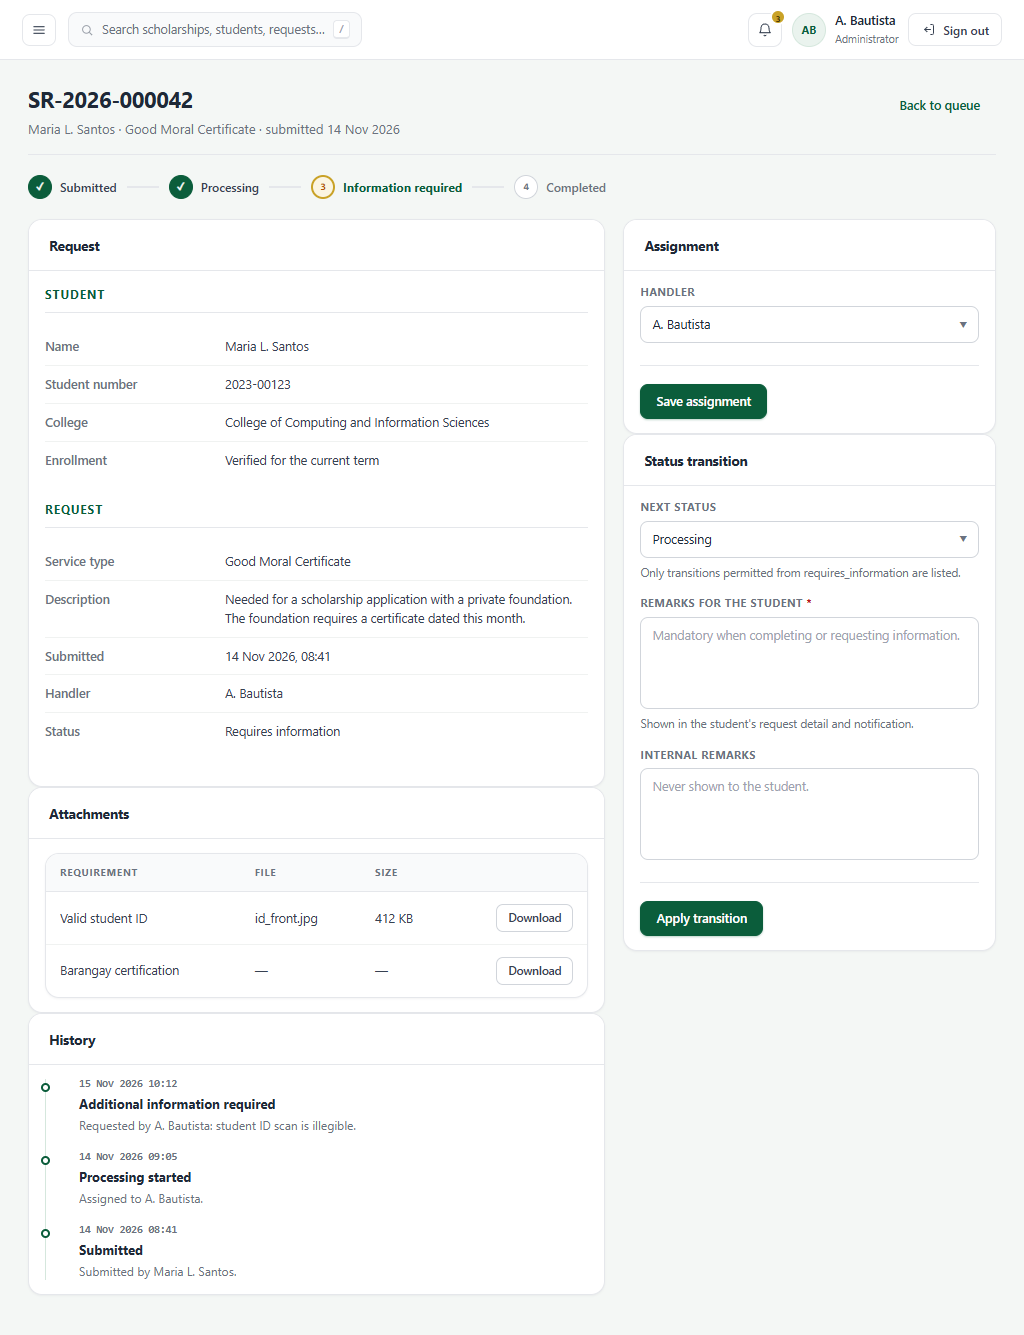 Search scholarships, students, requests... /
3
AB
A. Bautista
Administrator
Sign out
SR-2026-000042
Maria L. Santos · Good Moral Certificate · submitted 14 Nov 2026
Back to queue
Submitted
Processing
3 Information required
4 Completed
Request
STUDENT
Name Maria L. Santos
Student number 2023-00123
College College of Computing and Information Sciences
Enrollment Verified for the current term
REQUEST
Service type Good Moral Certificate
Description Needed for a scholarship application with a private foundation.
The foundation requires a certificate dated this month.
Submitted 14 Nov 2026, 08:41
Handler A. Bautista
Status Requires information
Attachments
REQUIREMENT FILE SIZE
Valid student ID id_front.jpg 412 KB Download
Barangay certification — — Download
History
15 Nov 2026 10:12
Additional information required
Requested by A. Bautista: student ID scan is illegible.
14 Nov 2026 09:05
Processing started
Assigned to A. Bautista.
14 Nov 2026 08:41
Submitted
Submitted by Maria L. Santos.
Assignment
HANDLER
A. Bautista
Save assignment
Status transition
NEXT STATUS
Processing
Only transitions permitted from requires_information are listed.
REMARKS FOR THE STUDENT *
Mandatory when completing or requesting information.
Shown in the student's request detail and notification.
INTERNAL REMARKS
Never shown to the student.
Apply transition